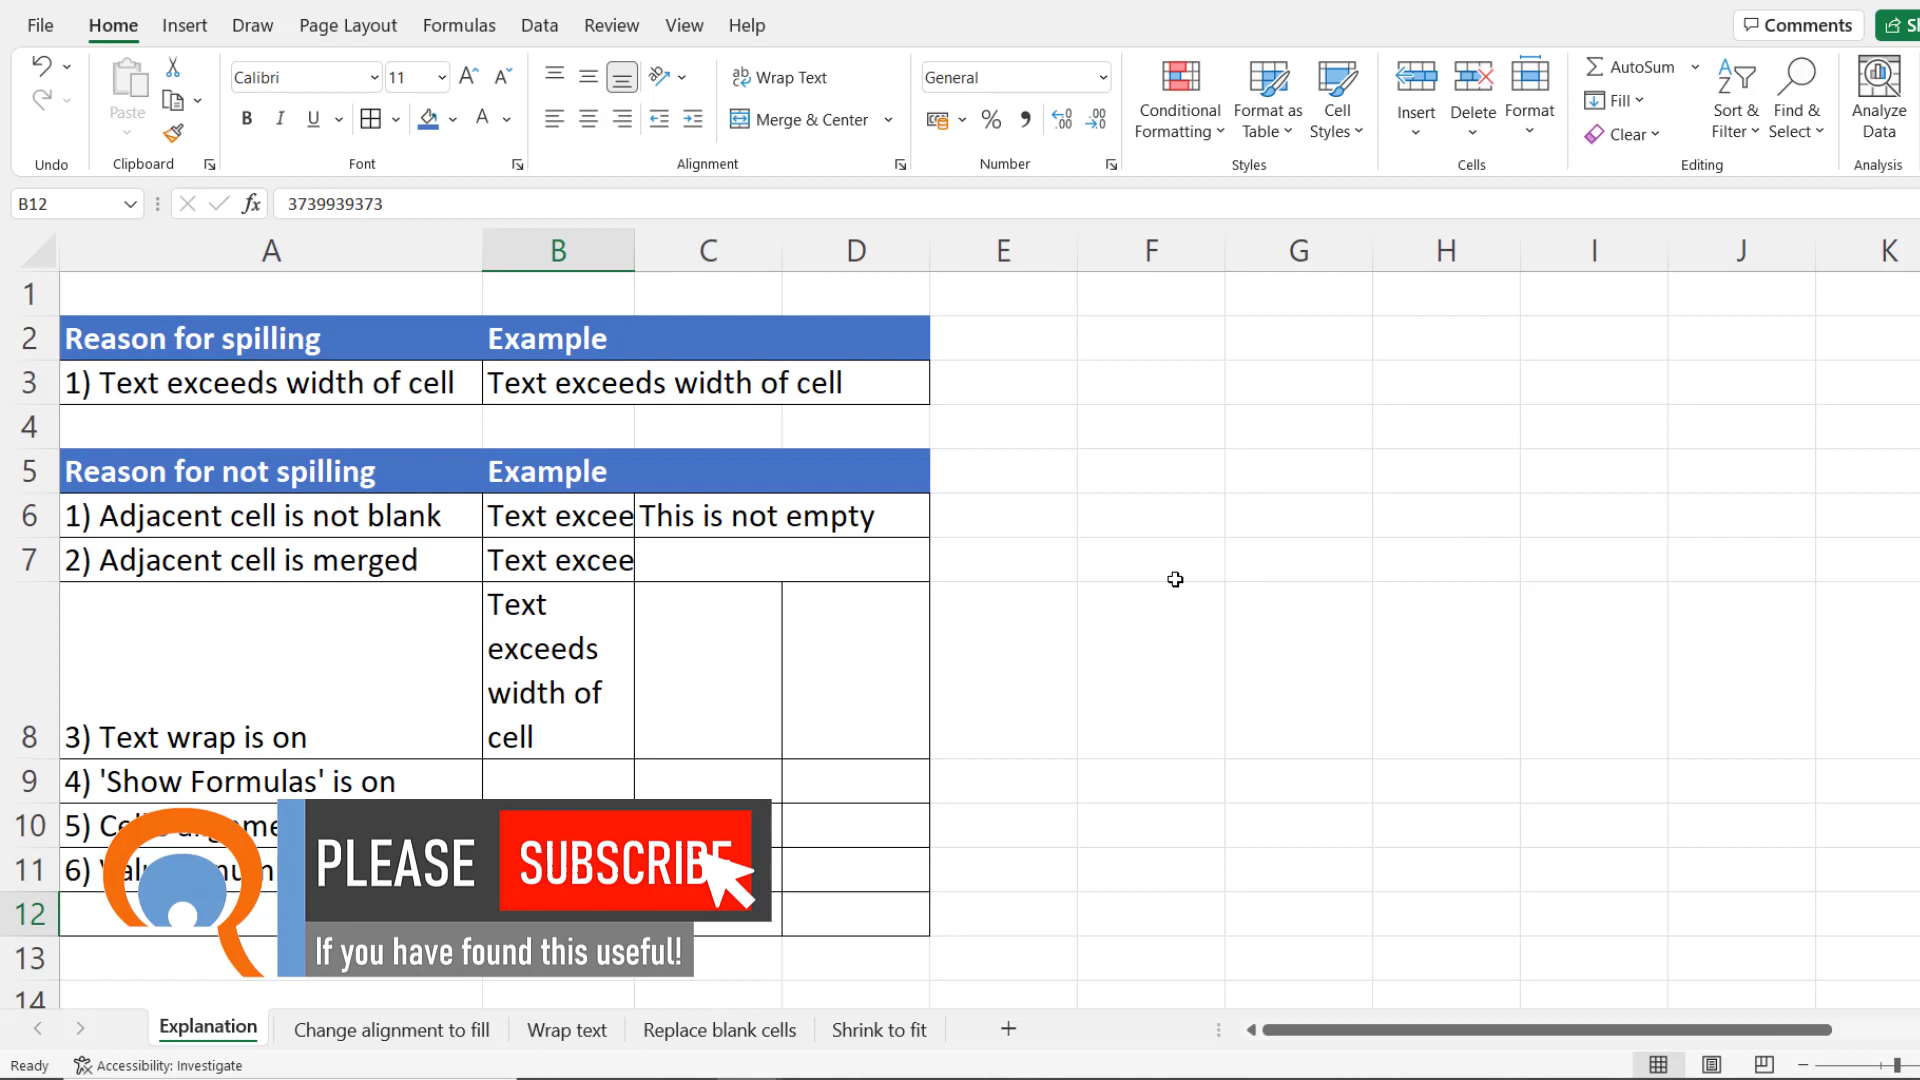 File Home Insert Draw Page Layout Formulas Data Review View Help Comments
Calibri 11 Wrap Text General AutoSum
Paste B I U A Merge & Center % Conditional Formatting Format as Table Cell Styles Insert Delete Format Fill Clear Sort & Filter Find & Select Analyze Data
Undo Clipboard Font Alignment Number Styles Cells Editing Analysis
B12 fx 3739939373
A B C D E F G H I J K
1
2 Reason for spilling Example
3 1) Text exceeds width of cell Text exceeds width of cell
4
5 Reason for not spilling Example
6 1) Adjacent cell is not blank Text excee This is not empty
7 2) Adjacent cell is merged Text excee
Text
exceeds
width of
8 3) Text wrap is on cell
9 4) 'Show Formulas' is on
10 5)
11 6)
12
13
14
PLEASE SUBSCRIBE
If you have found this useful!
Explanation Change alignment to fill Wrap text Replace blank cells Shrink to fit
Ready Accessibility: Investigate